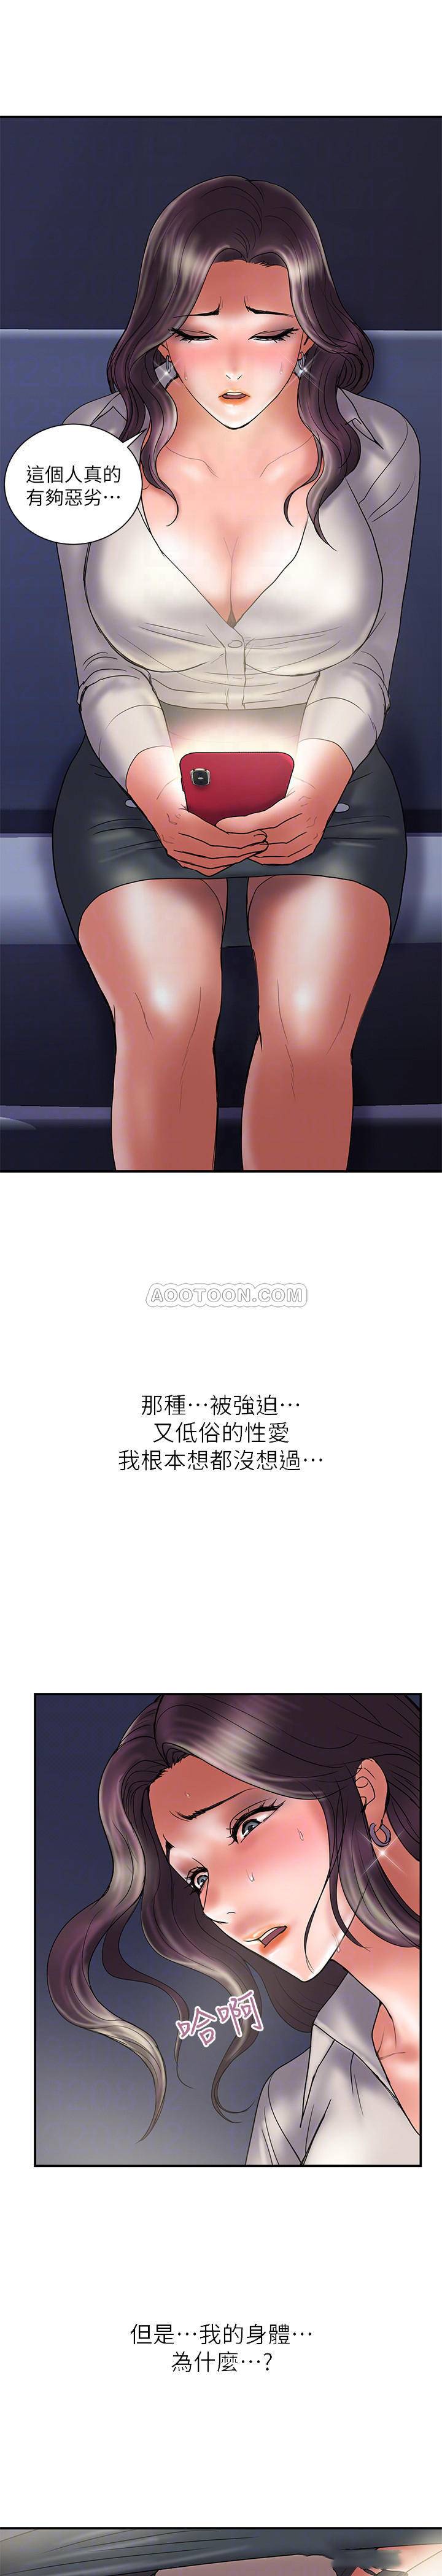 這個人真的
有夠惡劣⋯
AOOTOON.COM
那種⋯被強迫⋯
又低俗的性愛
我根本想都沒想過⋯
哈啊
但是⋯我的身體⋯
為什麼⋯?